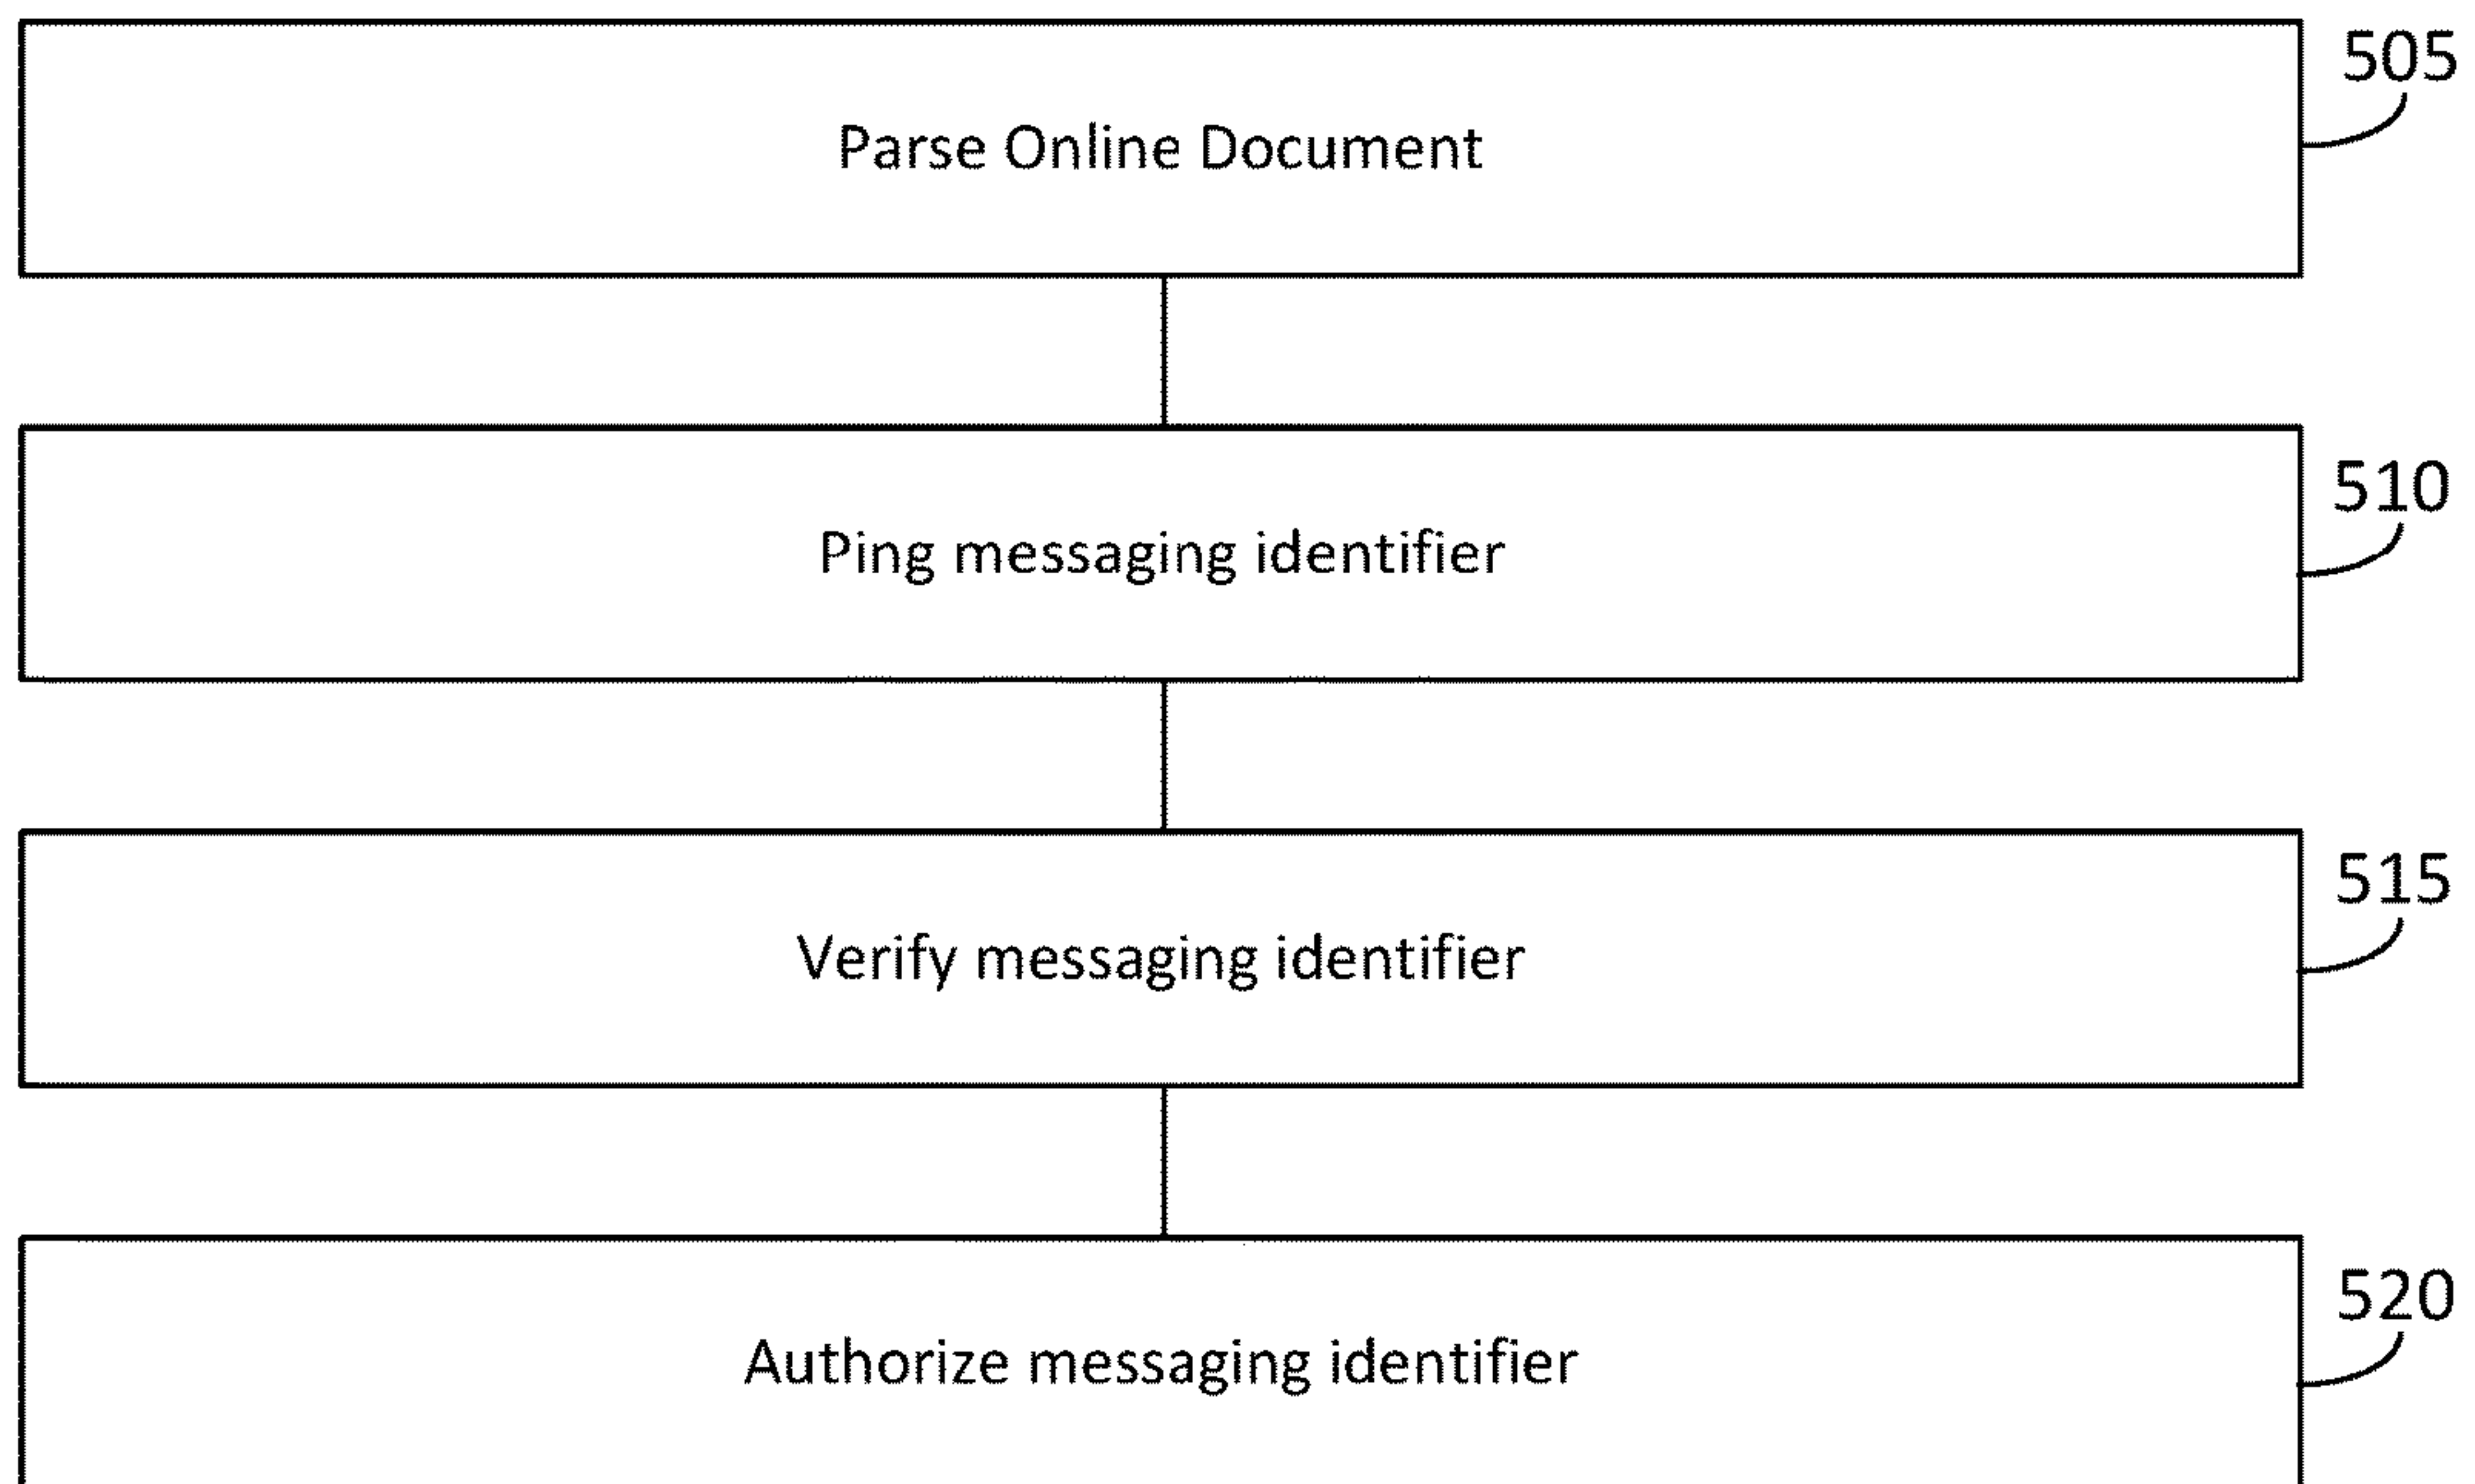 505
Parse Online Document
510
Ping messaging identifier
515
Verify messaging identifier
520
Authorize messaging identifier